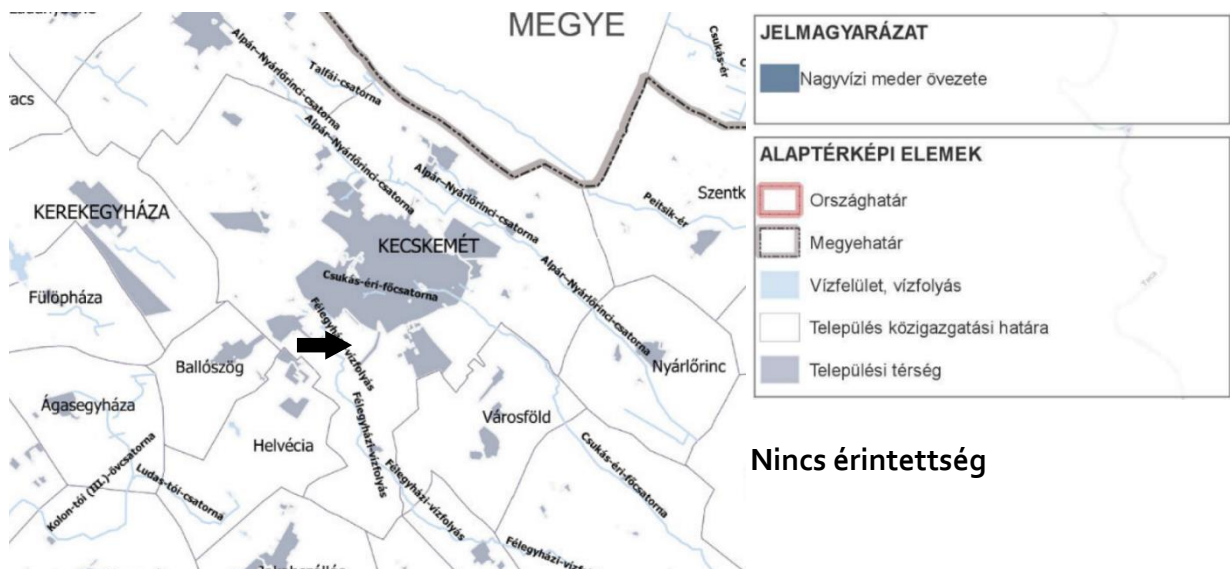 MEGYE
Alpár–Nyárlőrinci-csatorna
Talfái-csatorna
Csukás-ér
racs
Alpár–Nyárlőrinci-csatorna
Alpár–Nyárlőrinci-csatorna
KEREKEGYHÁZA
Szentk
Peitsik-ér
KECSKEMÉT
Csukás-éri-főcsatorna
Alpár–Nyárlőrinci-csatorna
Fülöpháza
Félegyházi-vízfolyás
Ballószög
Nyárlőrinc
Ágasegyháza
Városföld
Helvécia
Félegyházi-vízfolyás
Csukás-éri-főcsatorna
Kolon-tói (III.)-övcsatorna
Ludas-tói-csatorna
Félegyházi-vízfolyás
Félegyházi-vízfolyás
JELMAGYARÁZAT
Nagyvízi meder övezete
ALAPTÉRKÉPI ELEMEK
Országhatár
Megyehatár
Vízfelület, vízfolyás
Település közigazgatási határa
Települési térség
Tisza
Nincs érintettség